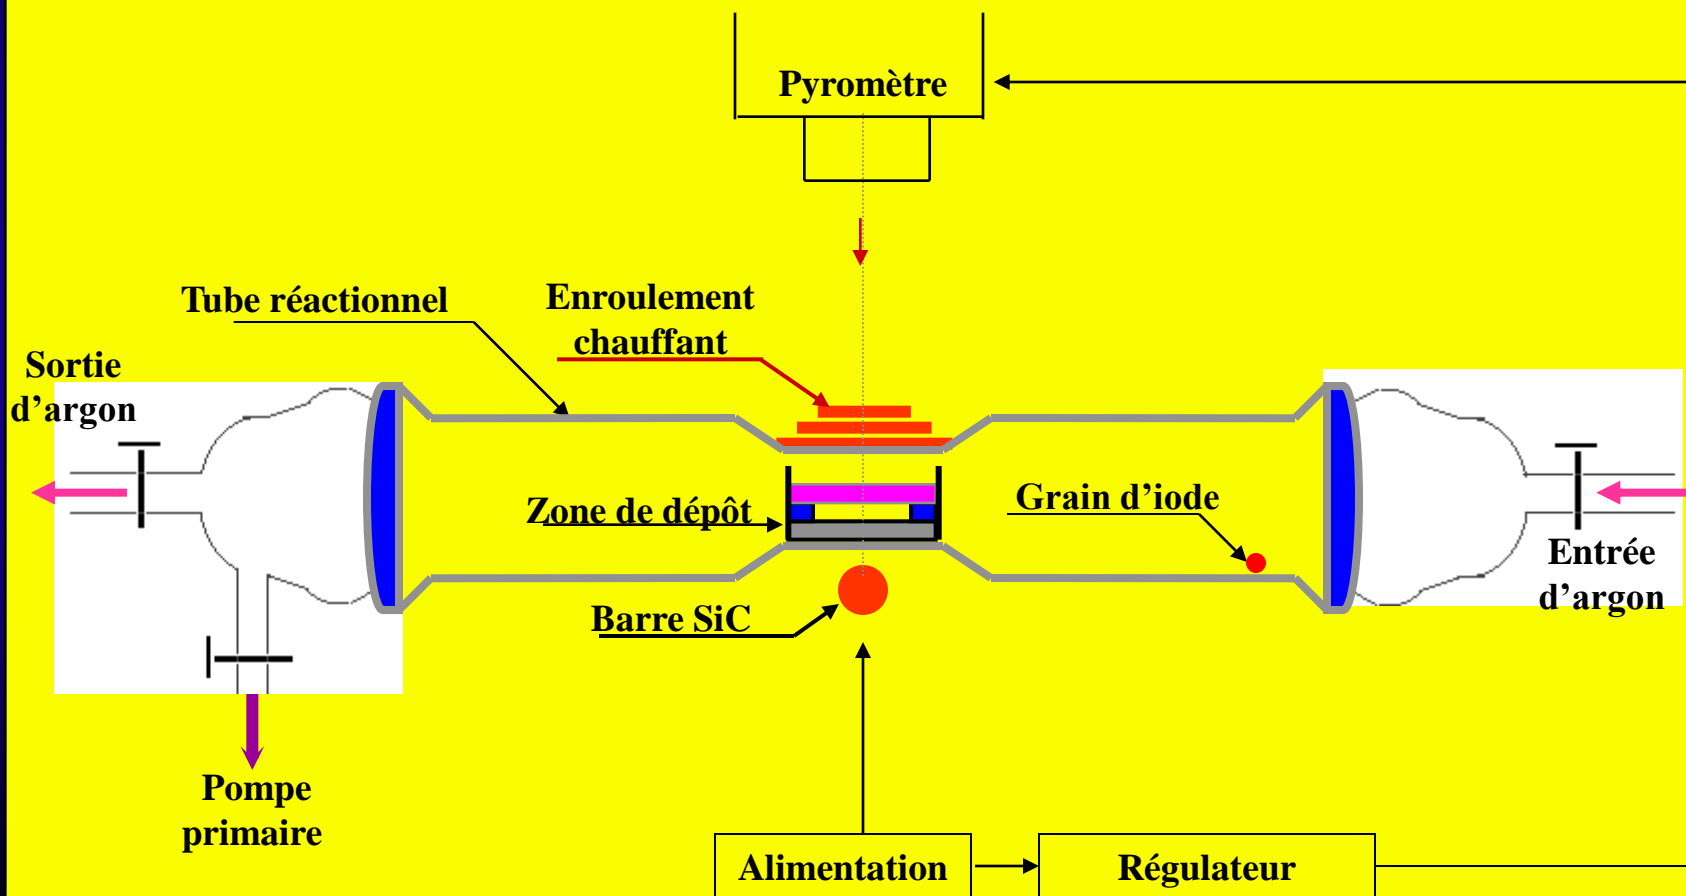 Pyromètre
Tube réactionnel
Enroulement
chauffant
Sortie
d’argon
Zone de dépôt
Grain d’iode
Entrée
d’argon
Barre SiC
Pompe
primaire
Alimentation
Régulateur